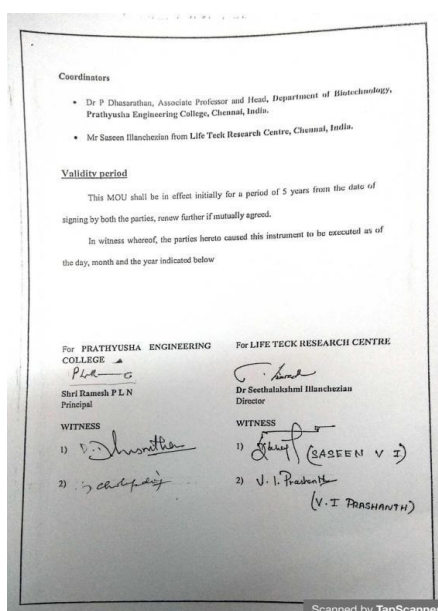 Coordinators
• Dr P Dhasarathan, Associate Professor and Head, Department of Biotechnology,
Prathyusha Engineering College, Chennai, India.
• Mr Saseen Illanchezian from Life Teck Research Centre, Chennai, India.
Validity period
This MOU shall be in effect initially for a period of 5 years from the date of
signing by both the parties, renew further if mutually agreed.
In witness whereof, the parties hereto caused this instrument to be executed as of
the day, month and the year indicated below
For PRATHYUSHA ENGINEERING
COLLEGE
Shri Ramesh P L N
Principal
WITNESS
1)
2)
For LIFE TECK RESEARCH CENTRE
Dr Seethalakshmi Illanchezian
Director
WITNESS
1) (SASEEN V I)
2) V. I. Prashanth
(V. I PRASHANTH)
Scanned by TapScanner